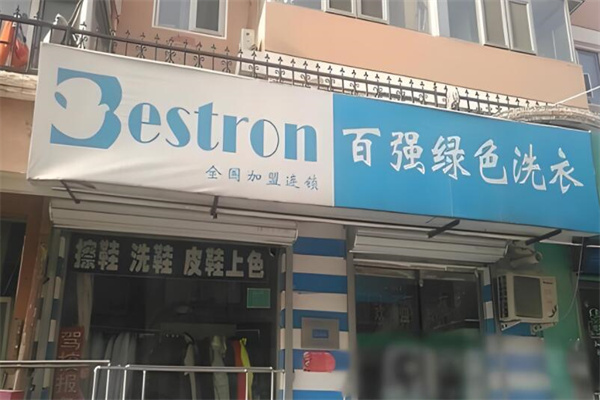 Bestron
全国加盟连锁
百强绿色洗衣
擦鞋 洗鞋 皮鞋上色